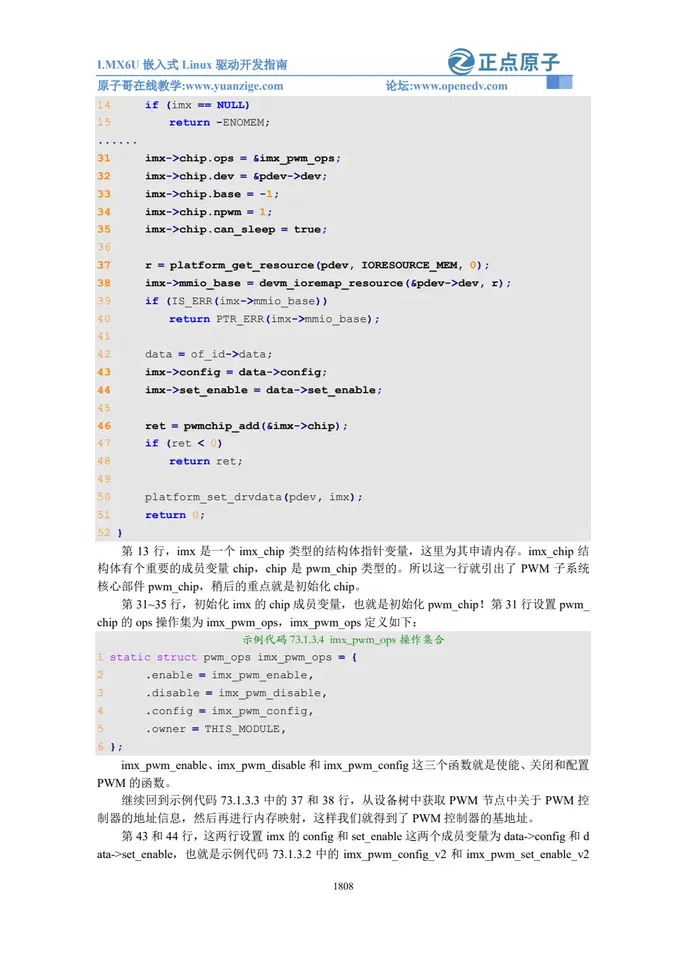 I.MX6U 嵌入式 Linux 驱动开发指南
正点原子
原子哥在线教学:www.yuanzige.com 论坛:www.openedv.com
14 if (imx == NULL)
15 return -ENOMEM;
......
31 imx->chip.ops = &imx_pwm_ops;
32 imx->chip.dev = &pdev->dev;
33 imx->chip.base = -1;
34 imx->chip.npwm = 1;
35 imx->chip.can_sleep = true;
36
37 r = platform_get_resource(pdev, IORESOURCE_MEM, 0);
38 imx->mmio_base = devm_ioremap_resource(&pdev->dev, r);
39 if (IS_ERR(imx->mmio_base))
40 return PTR_ERR(imx->mmio_base);
41
42 data = of_id->data;
43 imx->config = data->config;
44 imx->set_enable = data->set_enable;
45
46 ret = pwmchip_add(&imx->chip);
47 if (ret < 0)
48 return ret;
49
50 platform_set_drvdata(pdev, imx);
51 return 0;
52 }
第 13 行，imx 是一个 imx_chip 类型的结构体指针变量，这里为其申请内存。imx_chip 结
构体有个重要的成员变量 chip，chip 是 pwm_chip 类型的。所以这一行就引出了 PWM 子系统
核心部件 pwm_chip，稍后的重点就是初始化 chip。
第 31~35 行，初始化 imx 的 chip 成员变量，也就是初始化 pwm_chip！第 31 行设置 pwm_
chip 的 ops 操作集为 imx_pwm_ops，imx_pwm_ops 定义如下：
示例代码 73.1.3.4 imx_pwm_ops 操作集合
1 static struct pwm_ops imx_pwm_ops = {
2 .enable = imx_pwm_enable,
3 .disable = imx_pwm_disable,
4 .config = imx_pwm_config,
5 .owner = THIS_MODULE,
6 };
imx_pwm_enable、imx_pwm_disable 和 imx_pwm_config 这三个函数就是使能、关闭和配置
PWM 的函数。
继续回到示例代码 73.1.3.3 中的 37 和 38 行，从设备树中获取 PWM 节点中关于 PWM 控
制器的地址信息，然后再进行内存映射，这样我们就得到了 PWM 控制器的基地址。
第 43 和 44 行，这两行设置 imx 的 config 和 set_enable 这两个成员变量为 data->config 和 d
ata->set_enable，也就是示例代码 73.1.3.2 中的 imx_pwm_config_v2 和 imx_pwm_set_enable_v2
1808